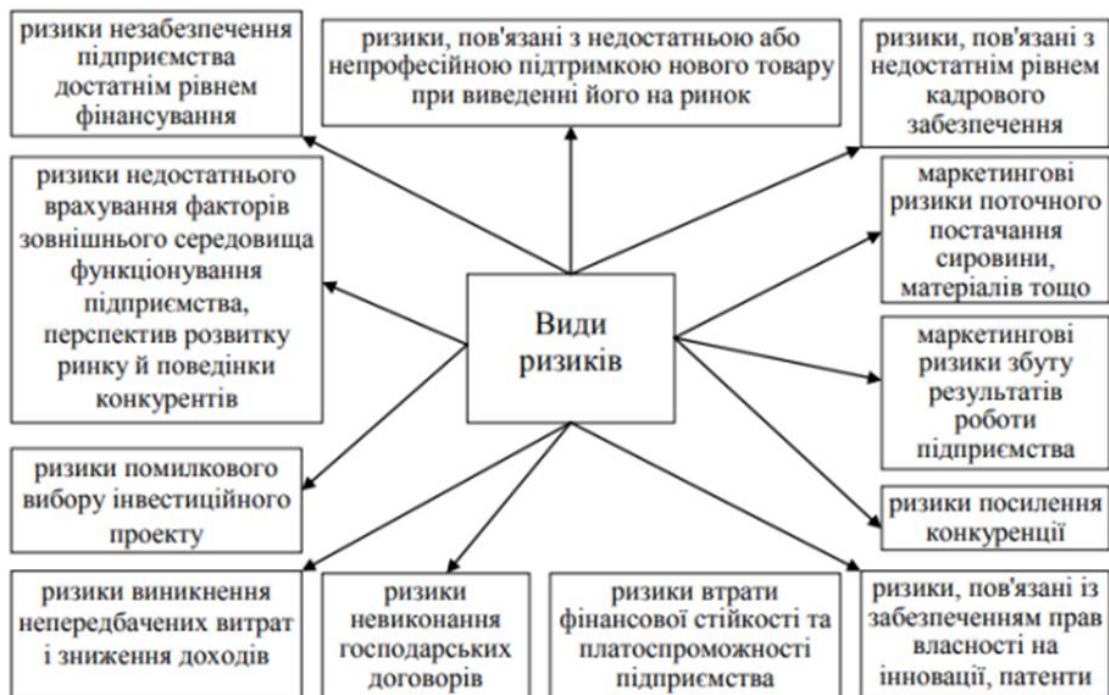 ризики незабезпечення
підприємства
достатнім рівнем
фінансування
ризики, пов'язані з недостатньою або
непрофесійною підтримкою нового товару
при виведенні його на ринок
ризики, пов'язані з
недостатнім рівнем
кадрового
забезпечення
ризики недостатнього
врахування факторів
зовнішнього середовища
функціонування
підприємства,
перспектив розвитку
ринку й поведінки
конкурентів
Види
ризиків
маркетингові
ризики поточного
постачання
сировини,
матеріалів тощо
маркетингові
ризики збуту
результатів
роботи
підприємства
ризики помилкового
вибору інвестиційного
проекту
ризики посилення
конкуренції
ризики виникнення
непередбачених витрат
і зниження доходів
ризики
невиконання
господарських
договорів
ризики втрати
фінансової стійкості та
платоспроможності
підприємства
ризики, пов'язані із
забезпеченням прав
власності на
інновації, патенти